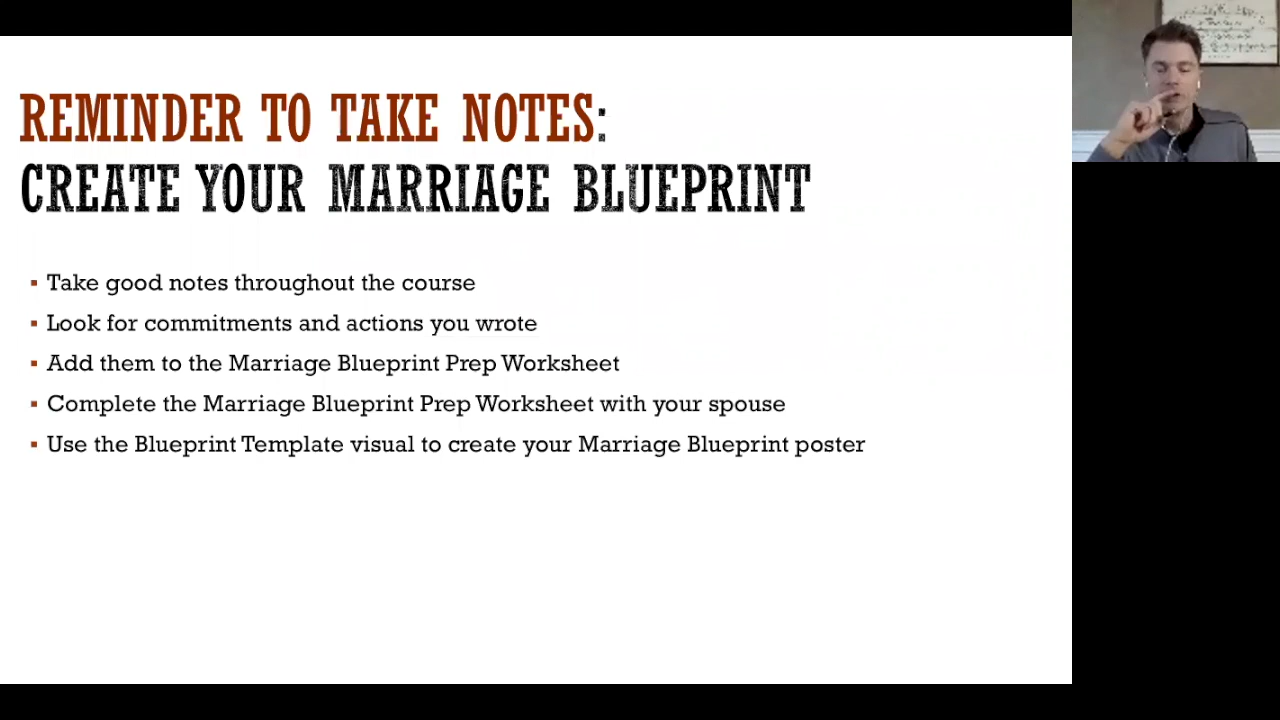 REMINDER TO TAKE NOTES:
CREATE YOUR MARRIAGE BLUEPRINT
▪ Take good notes throughout the course
▪ Look for commitments and actions you wrote
▪ Add them to the Marriage Blueprint Prep Worksheet
▪ Complete the Marriage Blueprint Prep Worksheet with your spouse
▪ Use the Blueprint Template visual to create your Marriage Blueprint poster